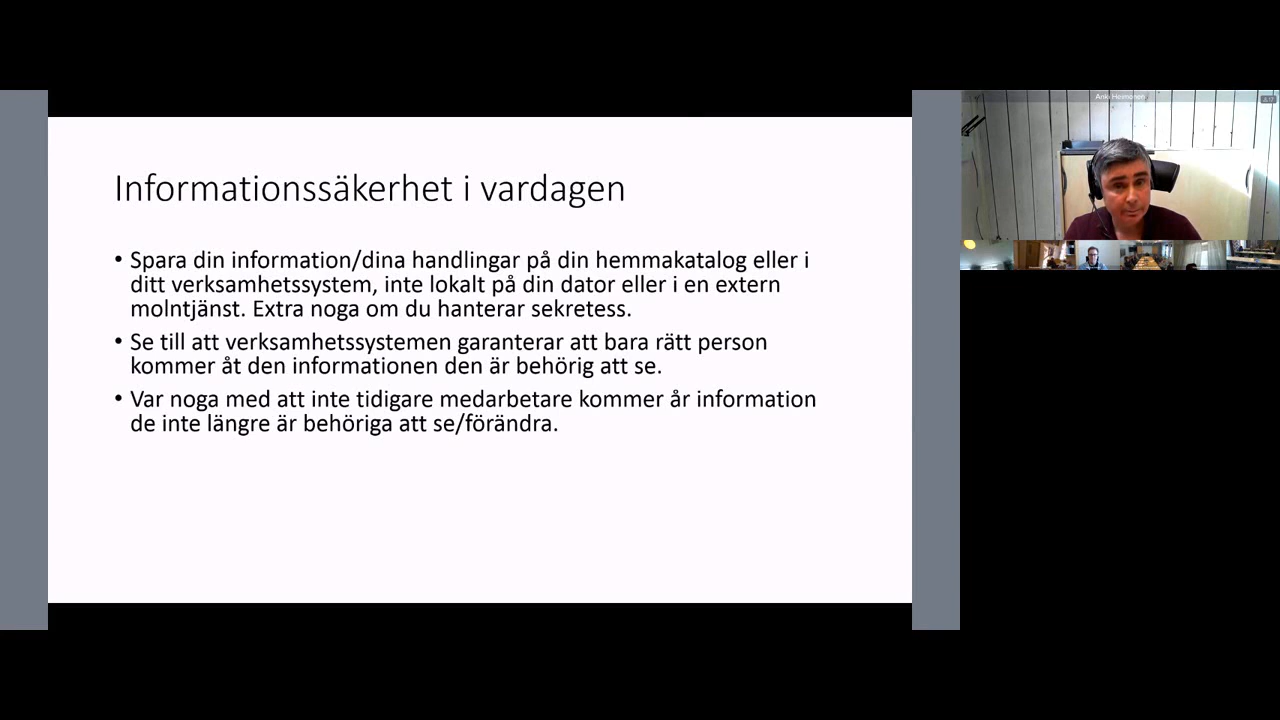 Informationssäkerhet i vardagen
• Spara din information/dina handlingar på din hemmakatalog eller i
ditt verksamhetssystem, inte lokalt på din dator eller i en extern
molntjänst. Extra noga om du hanterar sekretess.
• Se till att verksamhetssystemen garanterar att bara rätt person
kommer åt den informationen den är behörig att se.
• Var noga med att inte tidigare medarbetare kommer år information
de inte längre är behöriga att se/förändra.